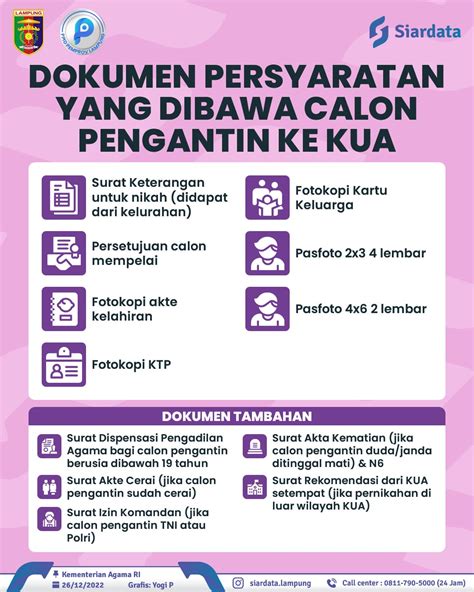 LAMPUNG
PPID PEMPROV LAMPUNG
Siardata
DOKUMEN PERSYARATAN
YANG DIBAWA CALON
PENGANTIN KE KUA
Surat Keterangan
untuk nikah (didapat
dari kelurahan)
Persetujuan calon
mempelai
Fotokopi akte
kelahiran
Fotokopi KTP
Fotokopi Kartu
Keluarga
Pasfoto 2x3 4 lembar
Pasfoto 4x6 2 lembar
DOKUMEN TAMBAHAN
Surat Dispensasi Pengadilan
Agama bagi calon pengantin
berusia dibawah 19 tahun
Surat Akte Cerai (jika calon
pengantin sudah cerai)
Surat Izin Komandan (jika
calon pengantin TNI atau
Polri)
Surat Akta Kematian (jika
calon pengantin duda/janda
ditinggal mati) & N6
Surat Rekomendasi dari KUA
setempat (jika pernikahan di
luar wilayah KUA)
Kementerian Agama RI
26/12/2022 Grafis: Yogi P
siardata.lampung
Call center : 0811-790-5000 (24 Jam)